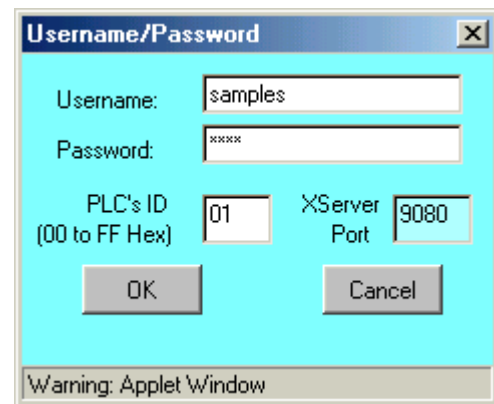 Username/Password
Username: samples
Password: ****
PLC's ID
(00 to FF Hex) 01
XServer
Port 9080
OK Cancel
Warning: Applet Window